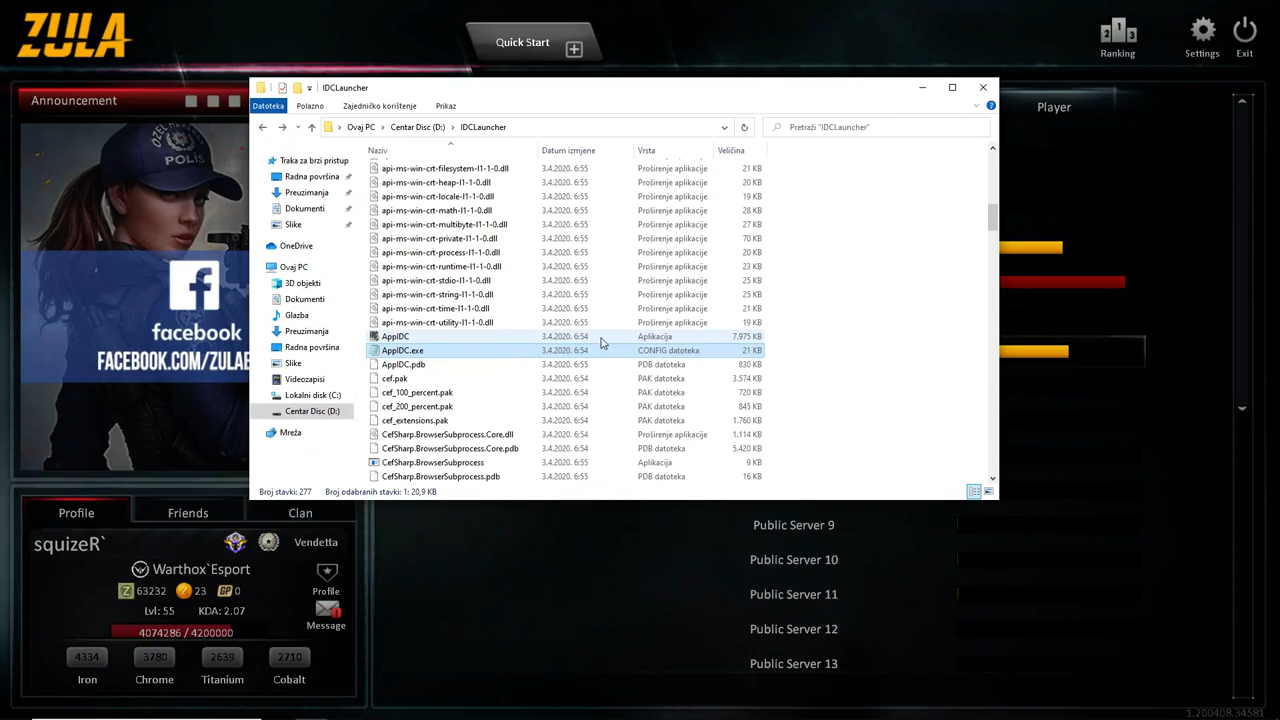 ZULA
Quick Start
Ranking
Settings
Exit
Announcement
Player
ÖZEL HAREKAT
POLİS
facebook
FACEBOOK.COM/ZULAE
IDCLauncher
Datoteka Polazno Zajedničko korištenje Prikaz
Ovaj PC Centar Disc (D:) IDCLauncher
Pretraži "IDCLauncher"
Naziv Datum izmjene Vrsta Veličina
Traka za brzi pristup
Radna površina
Preuzimanja
Dokumenti
Slike
OneDrive
Ovaj PC
3D objekti
Dokumenti
Glazba
Preuzimanja
Radna površina
Slike
Videozapisi
Lokalni disk (C:)
Centar Disc (D:)
Mreža
api-ms-win-crt-filesystem-l1-1-0.dll 3.4.2020. 6:55 Proširenje aplikacije 21 KB
api-ms-win-crt-heap-l1-1-0.dll 3.4.2020. 6:55 Proširenje aplikacije 20 KB
api-ms-win-crt-locale-l1-1-0.dll 3.4.2020. 6:55 Proširenje aplikacije 19 KB
api-ms-win-crt-math-l1-1-0.dll 3.4.2020. 6:55 Proširenje aplikacije 28 KB
api-ms-win-crt-multibyte-l1-1-0.dll 3.4.2020. 6:55 Proširenje aplikacije 27 KB
api-ms-win-crt-private-l1-1-0.dll 3.4.2020. 6:55 Proširenje aplikacije 70 KB
api-ms-win-crt-process-l1-1-0.dll 3.4.2020. 6:55 Proširenje aplikacije 20 KB
api-ms-win-crt-runtime-l1-1-0.dll 3.4.2020. 6:55 Proširenje aplikacije 23 KB
api-ms-win-crt-stdio-l1-1-0.dll 3.4.2020. 6:55 Proširenje aplikacije 25 KB
api-ms-win-crt-string-l1-1-0.dll 3.4.2020. 6:55 Proširenje aplikacije 25 KB
api-ms-win-crt-time-l1-1-0.dll 3.4.2020. 6:55 Proširenje aplikacije 21 KB
api-ms-win-crt-utility-l1-1-0.dll 3.4.2020. 6:55 Proširenje aplikacije 19 KB
AppIDC 3.4.2020. 6:54 Aplikacija 7.975 KB
AppIDC.exe 3.4.2020. 6:54 CONFIG datoteka 21 KB
AppIDC.pdb 3.4.2020. 6:54 PDB datoteka 830 KB
cef.pak 3.4.2020. 6:54 PAK datoteka 3.574 KB
cef_100_percent.pak 3.4.2020. 6:54 PAK datoteka 720 KB
cef_200_percent.pak 3.4.2020. 6:54 PAK datoteka 845 KB
cef_extensions.pak 3.4.2020. 6:54 PAK datoteka 1.760 KB
CefSharp.BrowserSubprocess.Core.dll 3.4.2020. 6:54 Proširenje aplikacije 1.114 KB
CefSharp.BrowserSubprocess.Core.pdb 3.4.2020. 6:54 PDB datoteka 5.420 KB
CefSharp.BrowserSubprocess 3.4.2020. 6:55 Aplikacija 9 KB
CefSharp.BrowserSubprocess.pdb 3.4.2020. 6:55 PDB datoteka 16 KB
Broj stavki: 277 Broj odabranih stavki: 1: 20,9 KB
Profile Friends Clan
squizeR`
Vendetta
Warthox`Esport
Z 63232 23 GP 0
Lvl: 55 KDA: 2.07
4074286 / 4200000
Profile
Message
4334 3780 2639 2710
Iron Chrome Titanium Cobalt
Public Server 9
Public Server 10
Public Server 11
Public Server 12
Public Server 13
1.200408.34581